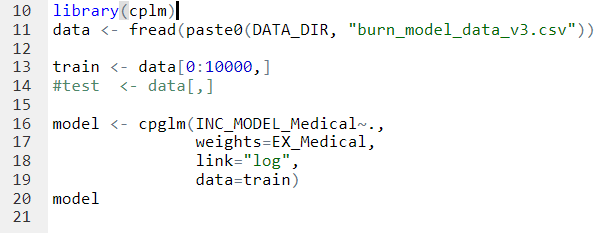 10 library(cplm)
11 data <- fread(paste0(DATA_DIR, "burn_model_data_v3.csv"))
12
13 train <- data[0:10000,]
14 #test  <- data[,]
15
16 model <- cpglm(INC_MODEL_Medical~.,
17                weights=EX_Medical,
18                link="log",
19                data=train)
20 model
21